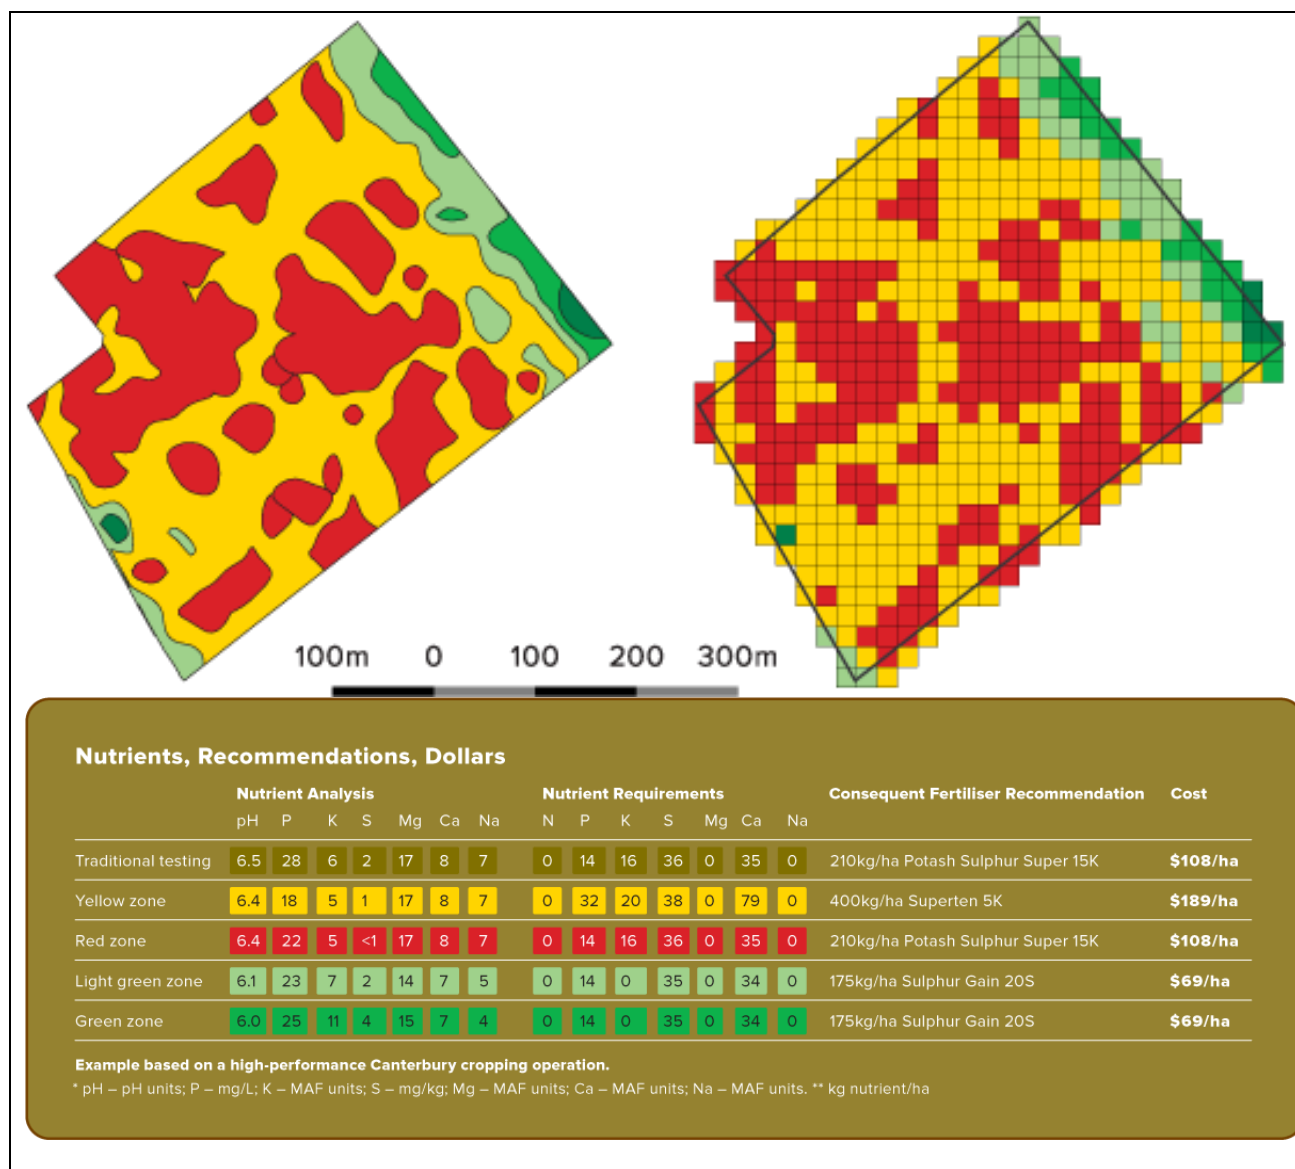 100m 0 100 200 300m
Nutrients, Recommendations, Dollars
Nutrient Analysis Nutrient Requirements Consequent Fertiliser Recommendation Cost
pH P K S Mg Ca Na N P K S Mg Ca Na
Traditional testing 6.5 28 6 2 17 8 7 0 14 16 36 0 35 0 210kg/ha Potash Sulphur Super 15K $108/ha
Yellow zone 6.4 18 5 1 17 8 7 0 32 20 38 0 79 0 400kg/ha Superten 5K $189/ha
Red zone 6.4 22 5 <1 17 8 7 0 14 16 36 0 35 0 210kg/ha Potash Sulphur Super 15K $108/ha
Light green zone 6.1 23 7 2 14 7 5 0 14 0 35 0 34 0 175kg/ha Sulphur Gain 20S $69/ha
Green zone 6.0 25 11 4 15 7 4 0 14 0 35 0 34 0 175kg/ha Sulphur Gain 20S $69/ha
Example based on a high-performance Canterbury cropping operation.
* pH – pH units; P – mg/L; K – MAF units; S – mg/kg; Mg – MAF units; Ca – MAF units; Na – MAF units. ** kg nutrient/ha